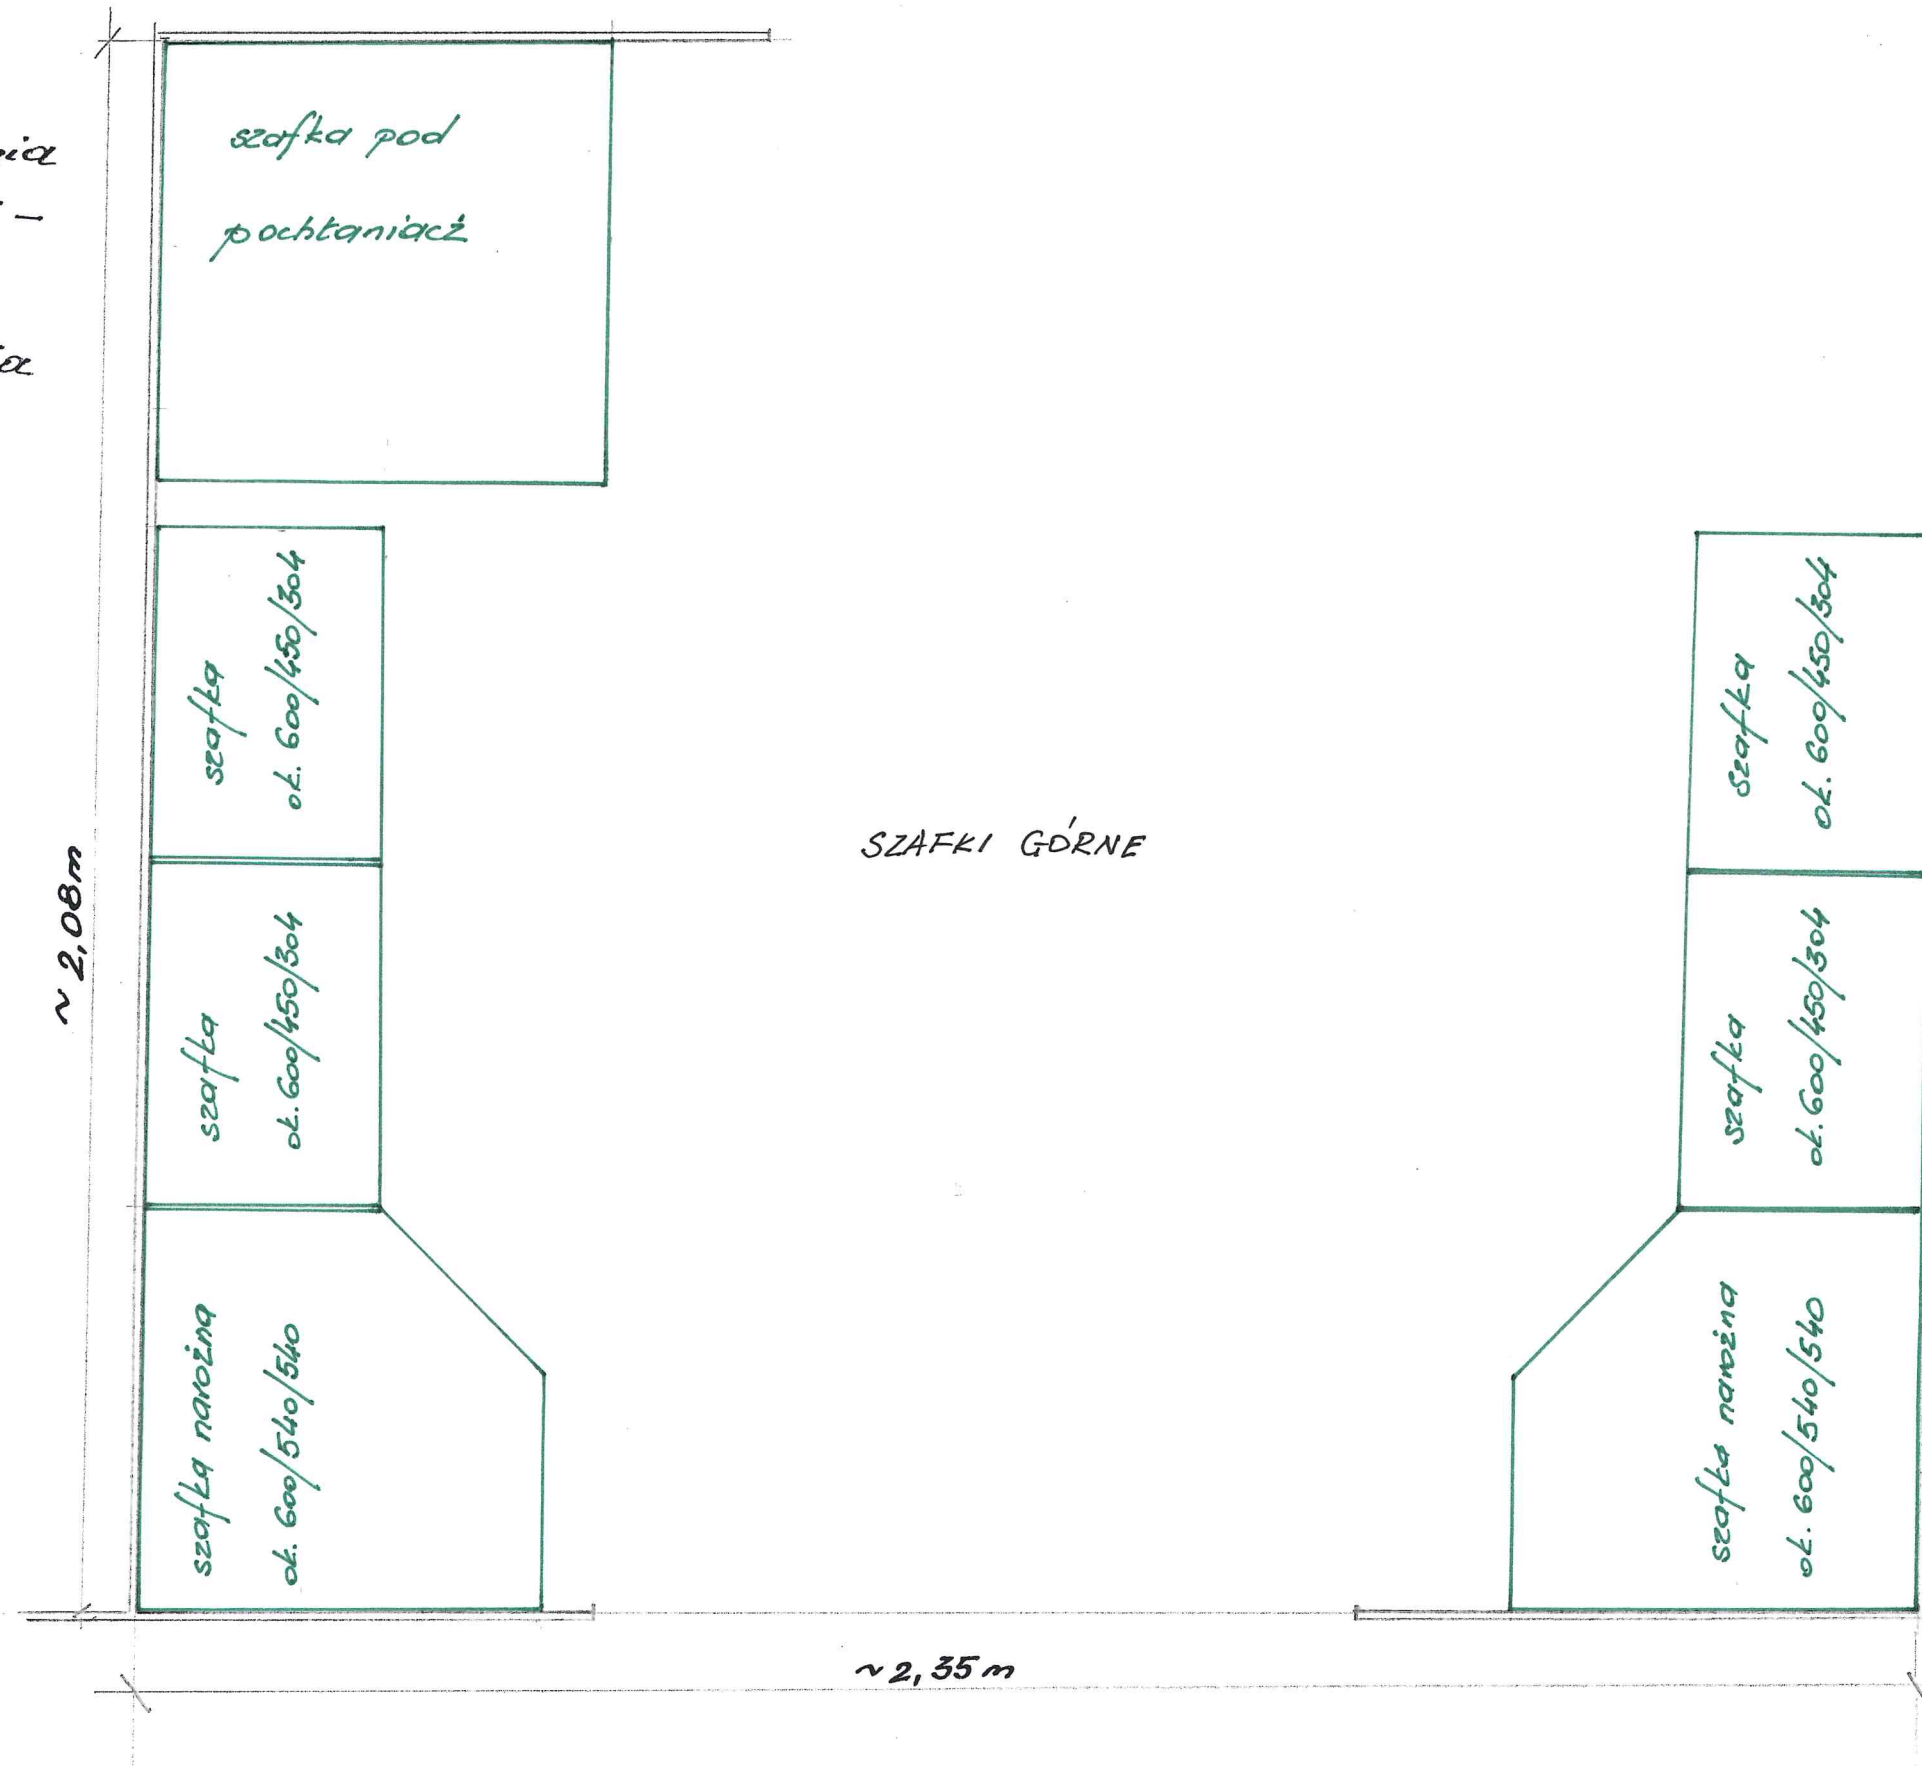 szafka pod
pochłaniacz
szafka
ok. 600/450/304
szafka
ok. 600/450/304
szafka narożna
ok. 600/540/540
~ 2,08m
SZAFKI GÓRNE
szafka
ok. 600/450/304
szafka
ok. 600/450/304
szafka narożna
ok. 600/540/540
~ 2,35m